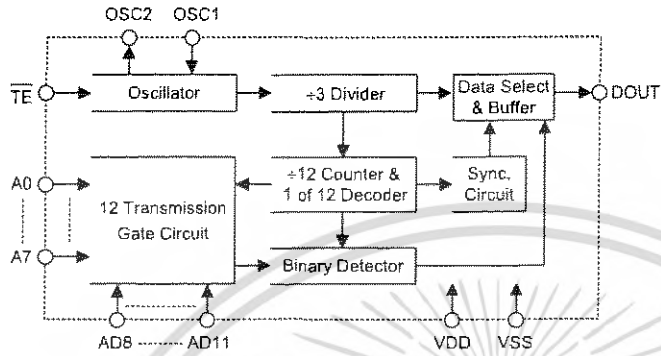 OSC2 OSC1
TE
Oscillator
÷3 Divider
Data Select
& Buffer
DOUT
A0
12 Transmission
Gate Circuit
÷12 Counter &
1 of 12 Decoder
Sync.
Circuit
A7
Binary Detector
AD8 AD11 VDD VSS